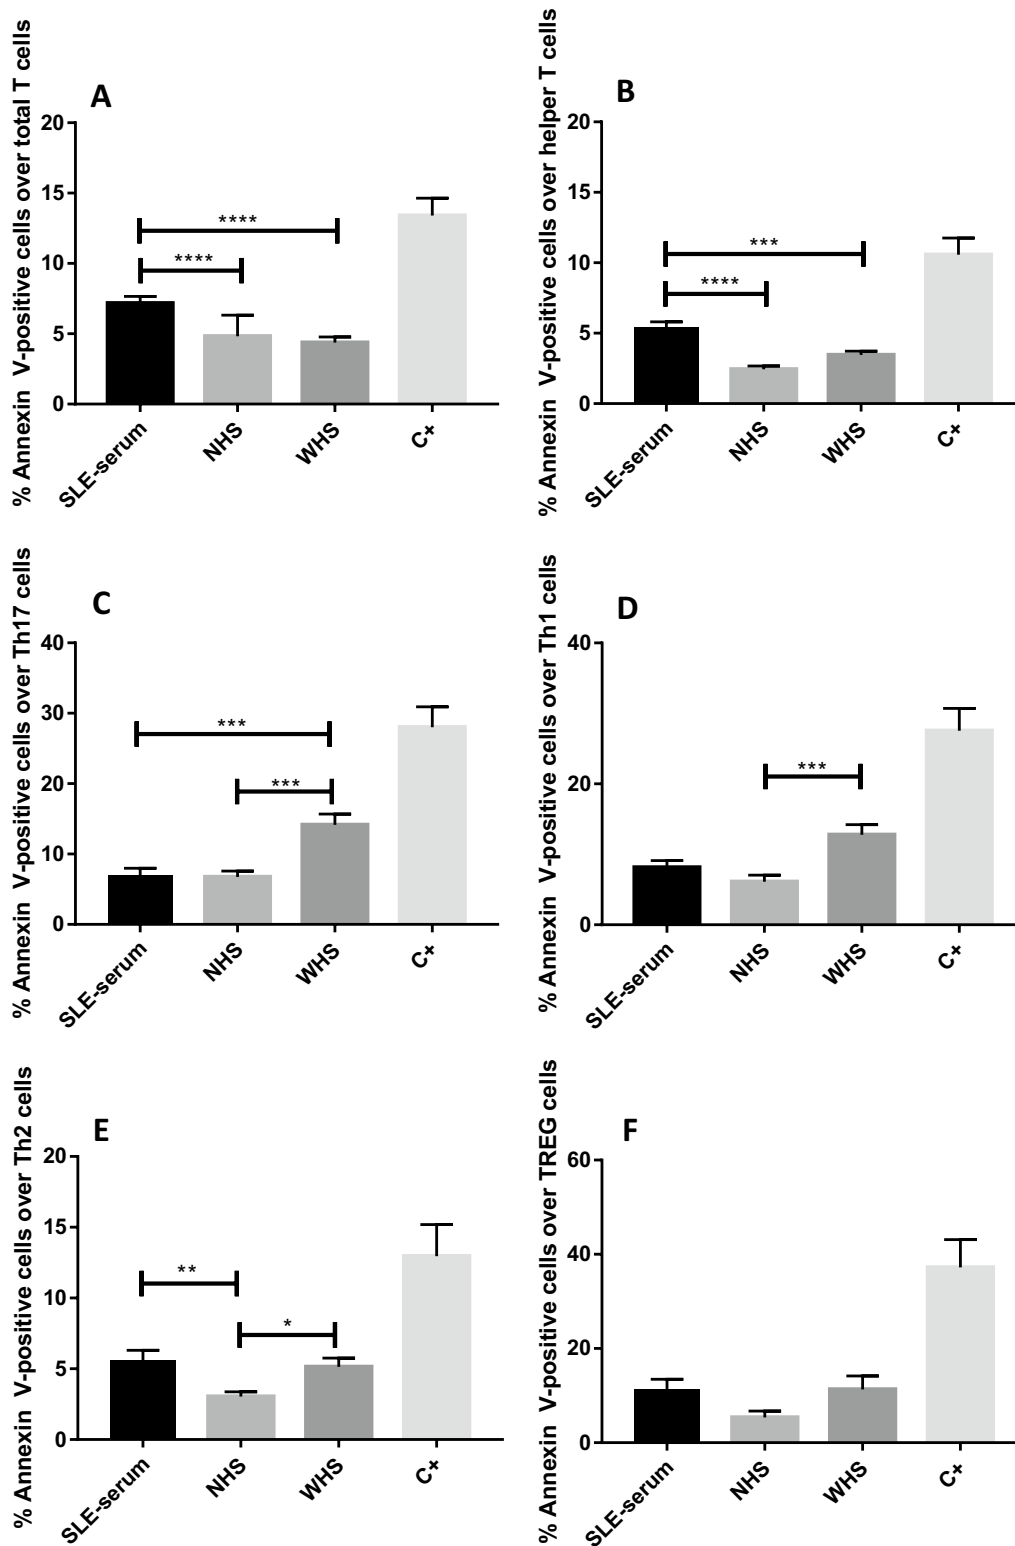 A
% Annexin V-positive cells over total T cells
20
15
10
5
0
****
****
SLE-serum
NHS
WHS
C+
B
% Annexin V-positive cells over helper T cells
20
15
10
5
0
***
****
SLE-serum
NHS
WHS
C+
C
% Annexin V-positive cells over Th17 cells
40
30
20
10
0
***
***
SLE-serum
NHS
WHS
C+
D
% Annexin V-positive cells over Th1 cells
40
20
0
***
SLE-serum
NHS
WHS
C+
E
% Annexin V-positive cells over Th2 cells
20
15
10
5
0
**
*
SLE-serum
NHS
WHS
C+
F
% Annexin V-positive cells over TREG cells
60
40
20
0
SLE-serum
NHS
WHS
C+